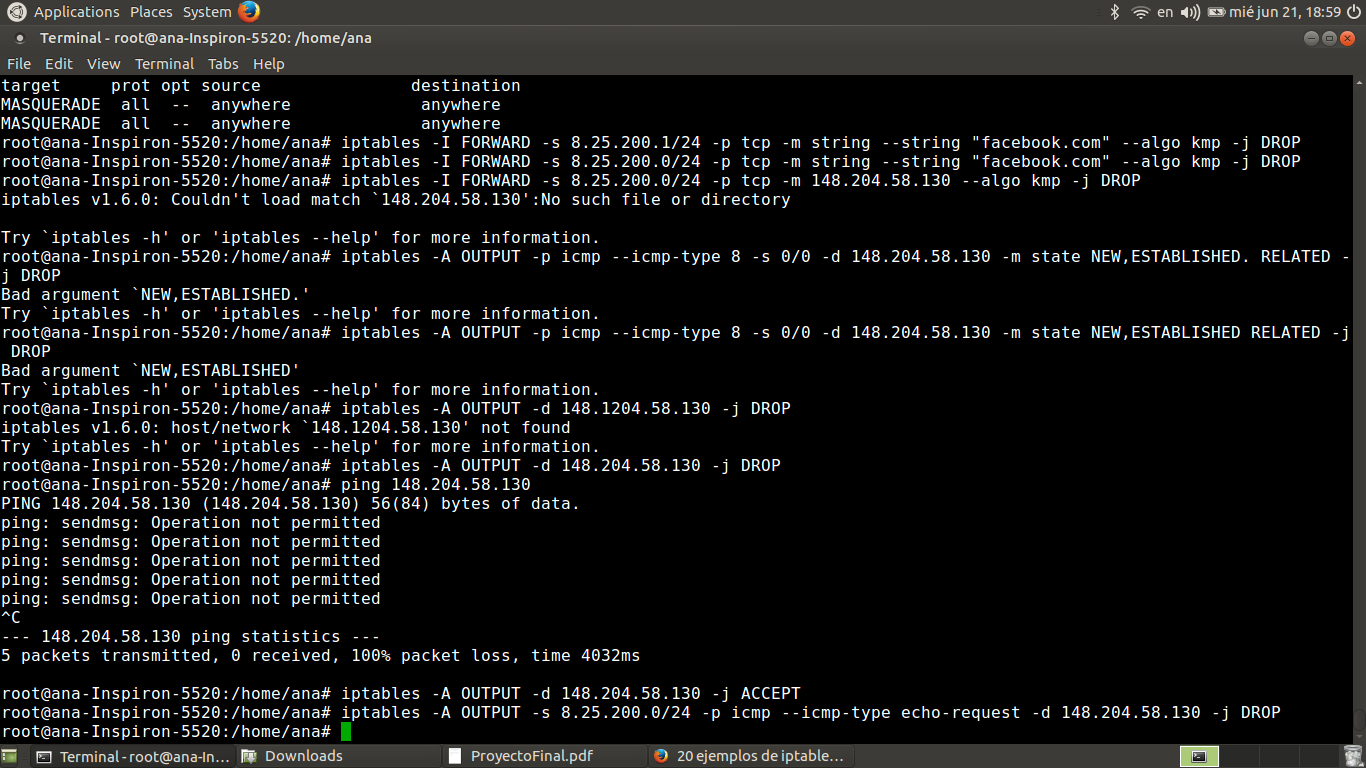 Applications Places System en mié jun 21, 18:59
Terminal - root@ana-Inspiron-5520: /home/ana
File Edit View Terminal Tabs Help
target     prot opt source               destination
MASQUERADE  all  --  anywhere             anywhere
MASQUERADE  all  --  anywhere             anywhere
root@ana-Inspiron-5520:/home/ana# iptables -I FORWARD -s 8.25.200.1/24 -p tcp -m string --string "facebook.com" --algo kmp -j DROP
root@ana-Inspiron-5520:/home/ana# iptables -I FORWARD -s 8.25.200.0/24 -p tcp -m string --string "facebook.com" --algo kmp -j DROP
root@ana-Inspiron-5520:/home/ana# iptables -I FORWARD -s 8.25.200.0/24 -p tcp -m 148.204.58.130 --algo kmp -j DROP
iptables v1.6.0: Couldn't load match `148.204.58.130':No such file or directory
Try `iptables -h' or 'iptables --help' for more information.
root@ana-Inspiron-5520:/home/ana# iptables -A OUTPUT -p icmp --icmp-type 8 -s 0/0 -d 148.204.58.130 -m state NEW,ESTABLISHED. RELATED -
j DROP
Bad argument `NEW,ESTABLISHED.'
Try `iptables -h' or 'iptables --help' for more information.
root@ana-Inspiron-5520:/home/ana# iptables -A OUTPUT -p icmp --icmp-type 8 -s 0/0 -d 148.204.58.130 -m state NEW,ESTABLISHED RELATED -j
 DROP
Bad argument `NEW,ESTABLISHED'
Try `iptables -h' or 'iptables --help' for more information.
root@ana-Inspiron-5520:/home/ana# iptables -A OUTPUT -d 148.1204.58.130 -j DROP
iptables v1.6.0: host/network `148.1204.58.130' not found
Try `iptables -h' or 'iptables --help' for more information.
root@ana-Inspiron-5520:/home/ana# iptables -A OUTPUT -d 148.204.58.130 -j DROP
root@ana-Inspiron-5520:/home/ana# ping 148.204.58.130
PING 148.204.58.130 (148.204.58.130) 56(84) bytes of data.
ping: sendmsg: Operation not permitted
ping: sendmsg: Operation not permitted
ping: sendmsg: Operation not permitted
ping: sendmsg: Operation not permitted
ping: sendmsg: Operation not permitted
^C
--- 148.204.58.130 ping statistics ---
5 packets transmitted, 0 received, 100% packet loss, time 4032ms
root@ana-Inspiron-5520:/home/ana# iptables -A OUTPUT -d 148.204.58.130 -j ACCEPT
root@ana-Inspiron-5520:/home/ana# iptables -A OUTPUT -s 8.25.200.0/24 -p icmp --icmp-type echo-request -d 148.204.58.130 -j DROP
root@ana-Inspiron-5520:/home/ana#
Terminal - root@ana-In... Downloads ProyectoFinal.pdf 20 ejemplos de iptable...